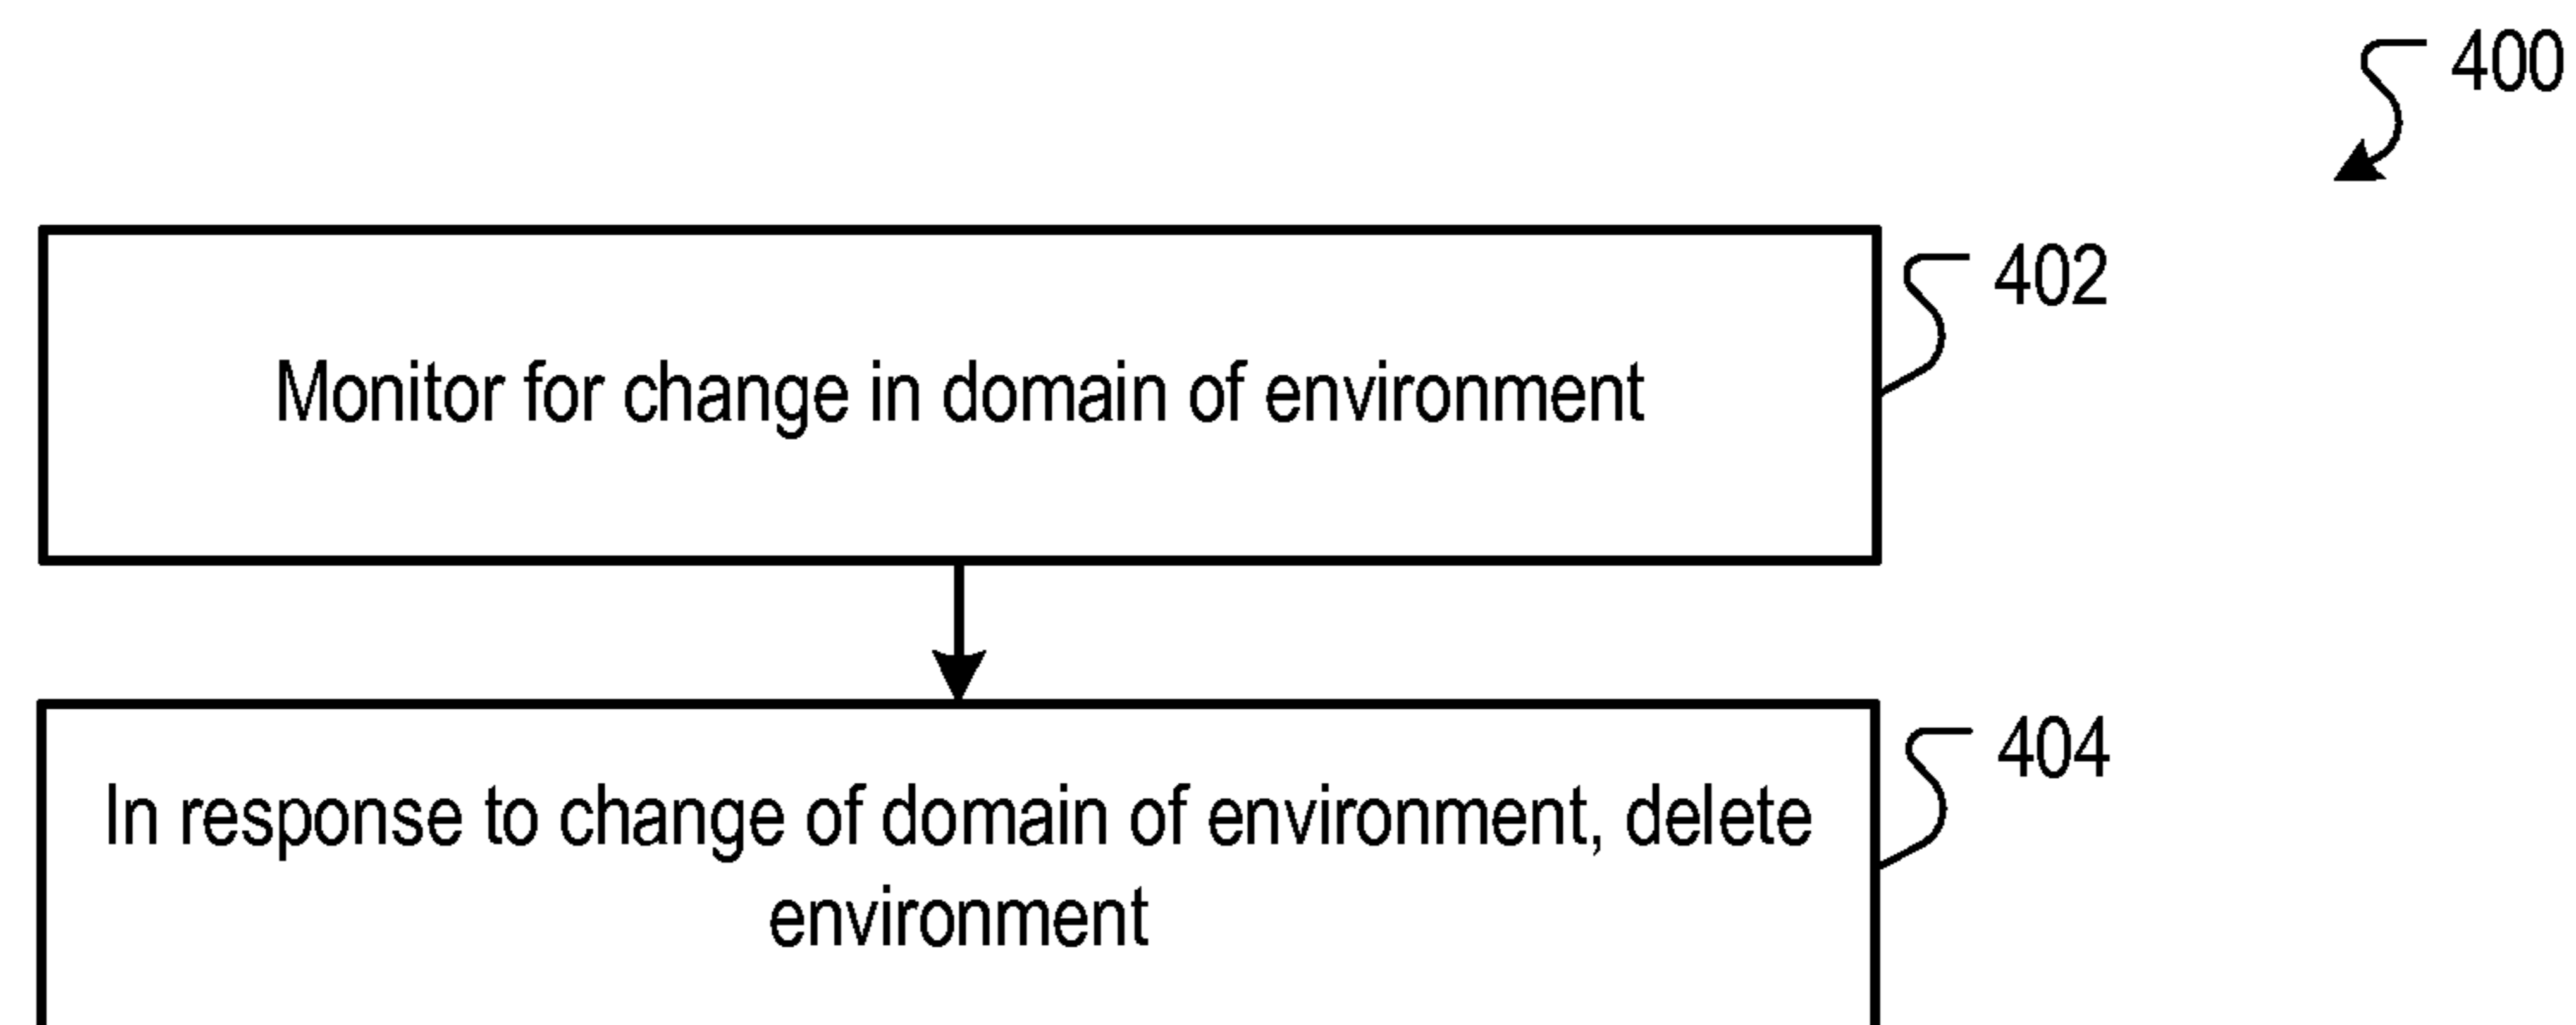 400
402
Monitor for change in domain of environment
404
In response to change of domain of environment, delete
environment